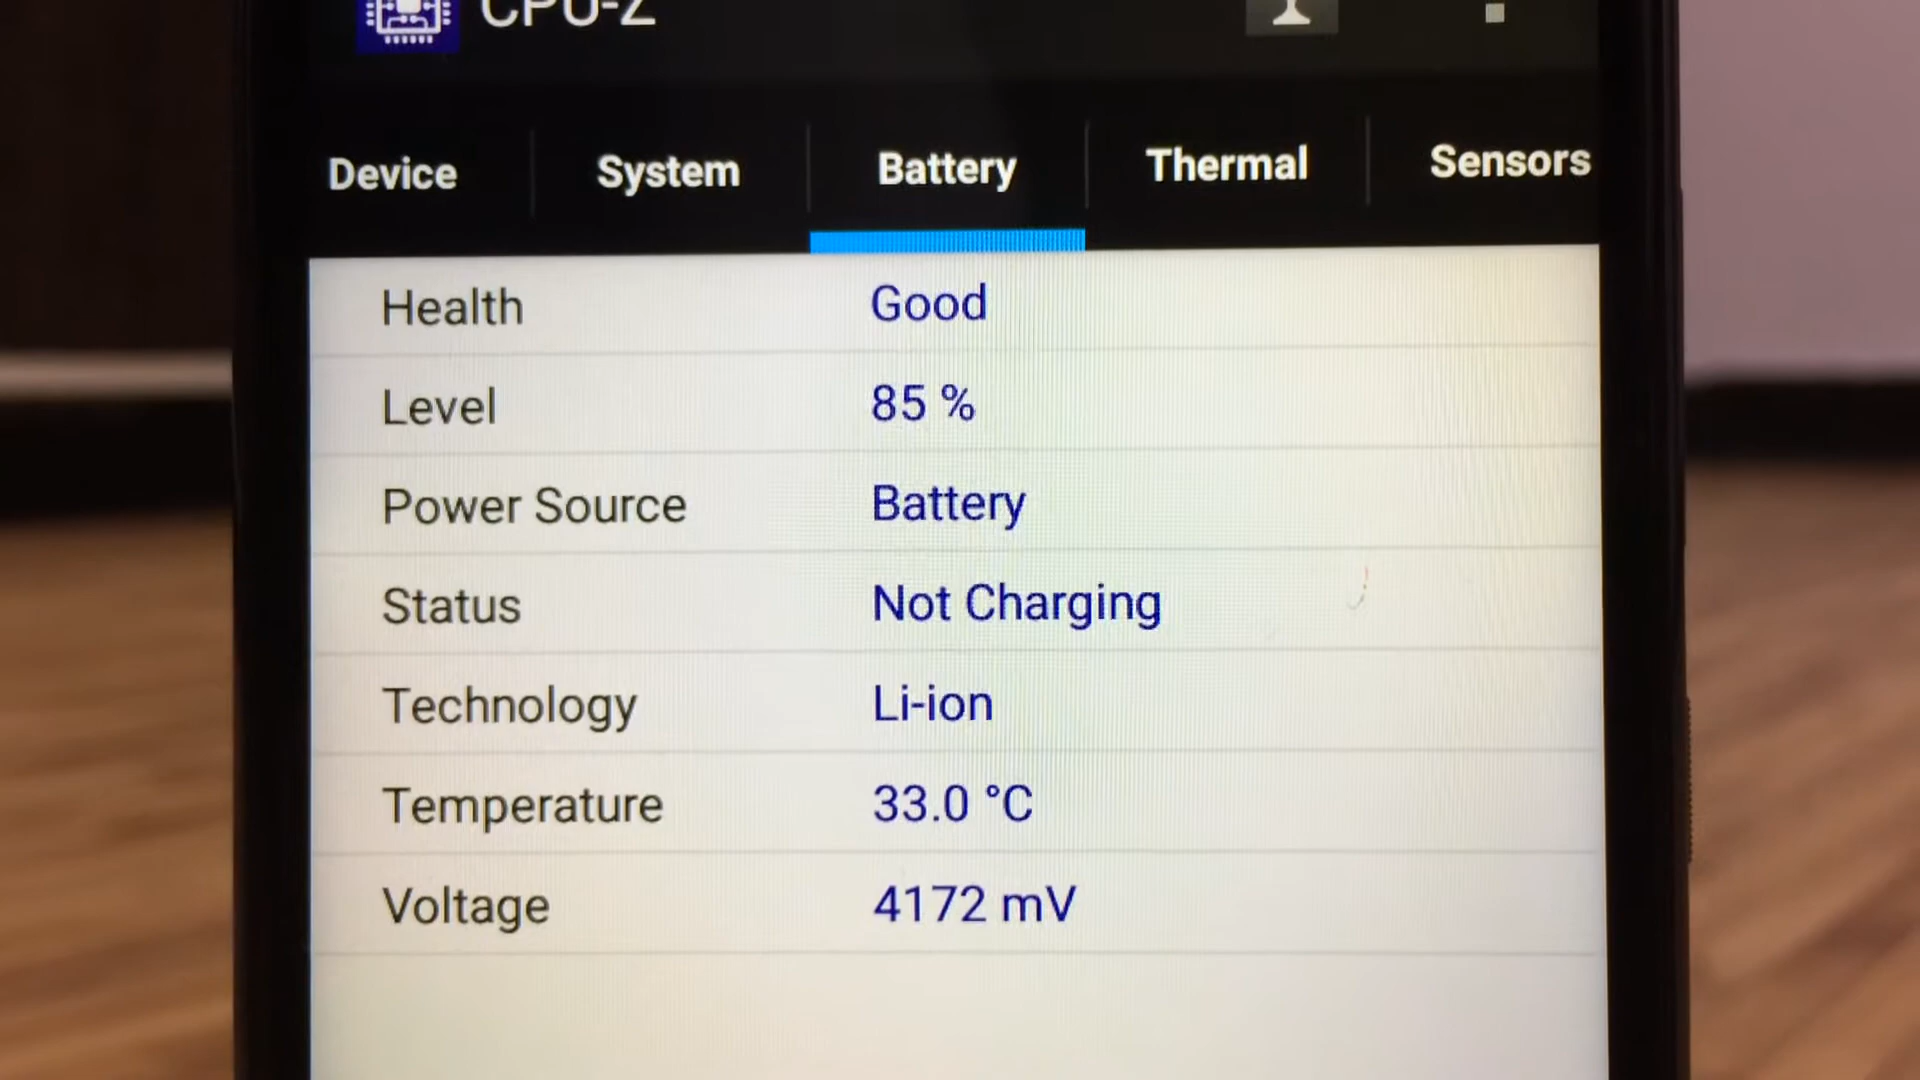 CPU-Z
Device System Battery Thermal Sensors
Health Good
Level 85 %
Power Source Battery
Status Not Charging
Technology Li-ion
Temperature 33.0 °C
Voltage 4172 mV